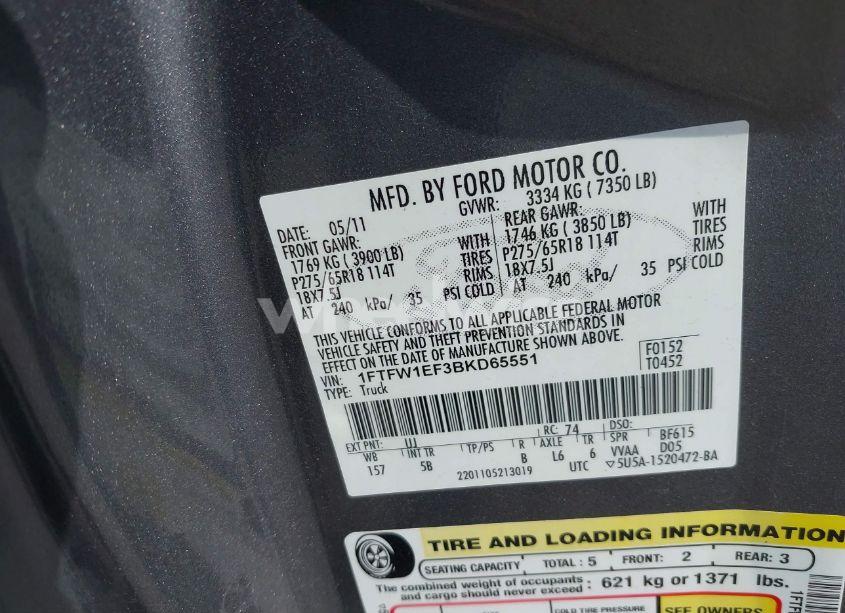 MFD. BY FORD MOTOR CO.
DATE: 05/11 GVWR: 3334 KG ( 7350 LB)
FRONT GAWR: REAR GAWR:
1769 KG ( 3900 LB) WITH 1746 KG ( 3850 LB) WITH
P275/65R18 114T TIRES P275/65R18 114T TIRES
18X7.5J RIMS 18X7.5J RIMS
AT 240 kPa/ 35 PSI COLD AT 240 kPa/ 35 PSI COLD
THIS VEHICLE CONFORMS TO ALL APPLICABLE FEDERAL MOTOR
VEHICLE SAFETY AND THEFT PREVENTION STANDARDS IN
EFFECT ON THE DATE OF MANUFACTURE SHOWN ABOVE.
VIN: 1FTFW1EF3BKD65551 F0152
TYPE: Truck T0452
EXT PNT: UJ RC: 74 DSO:
WB INT TR TP/PS R AXLE TR SPR BF615
157 5B B L6 6 VVAA D05
2201105213019 UTC ▽5U5A-1520472-BA
TIRE AND LOADING INFORMATION
SEATING CAPACITY TOTAL : 5 FRONT: 2 REAR: 3
The combined weight of occupants and cargo should never exceed : 621 kg or 1371 lbs.
COLD TIRE PRESSURE SEE OWNERS
1FTF